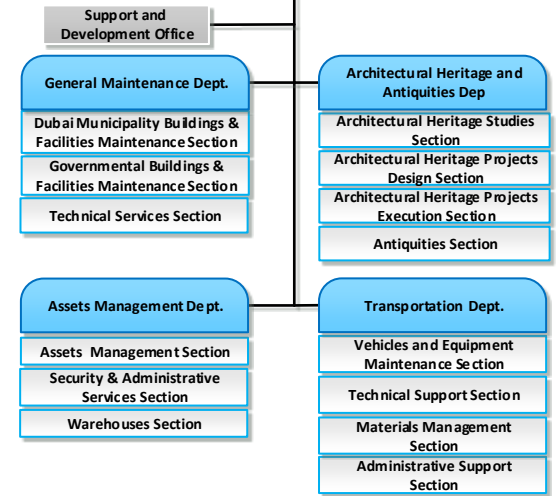 Support and
Development Office
General Maintenance Dept.
Dubai Municipality Buildings &
Facilities Maintenance Section
Governmental Buildings &
Facilities Maintenance Section
Technical Services Section
Architectural Heritage and
Antiquities Dep
Architectural Heritage Studies
Section
Architectural Heritage Projects
Design Section
Architectural Heritage Projects
Execution Section
Antiquities Section
Assets Management Dept.
Assets Management Section
Security & Administrative
Services Section
Warehouses Section
Transportation Dept.
Vehicles and Equipment
Maintenance Section
Technical Support Section
Materials Management
Section
Administrative Support
Section